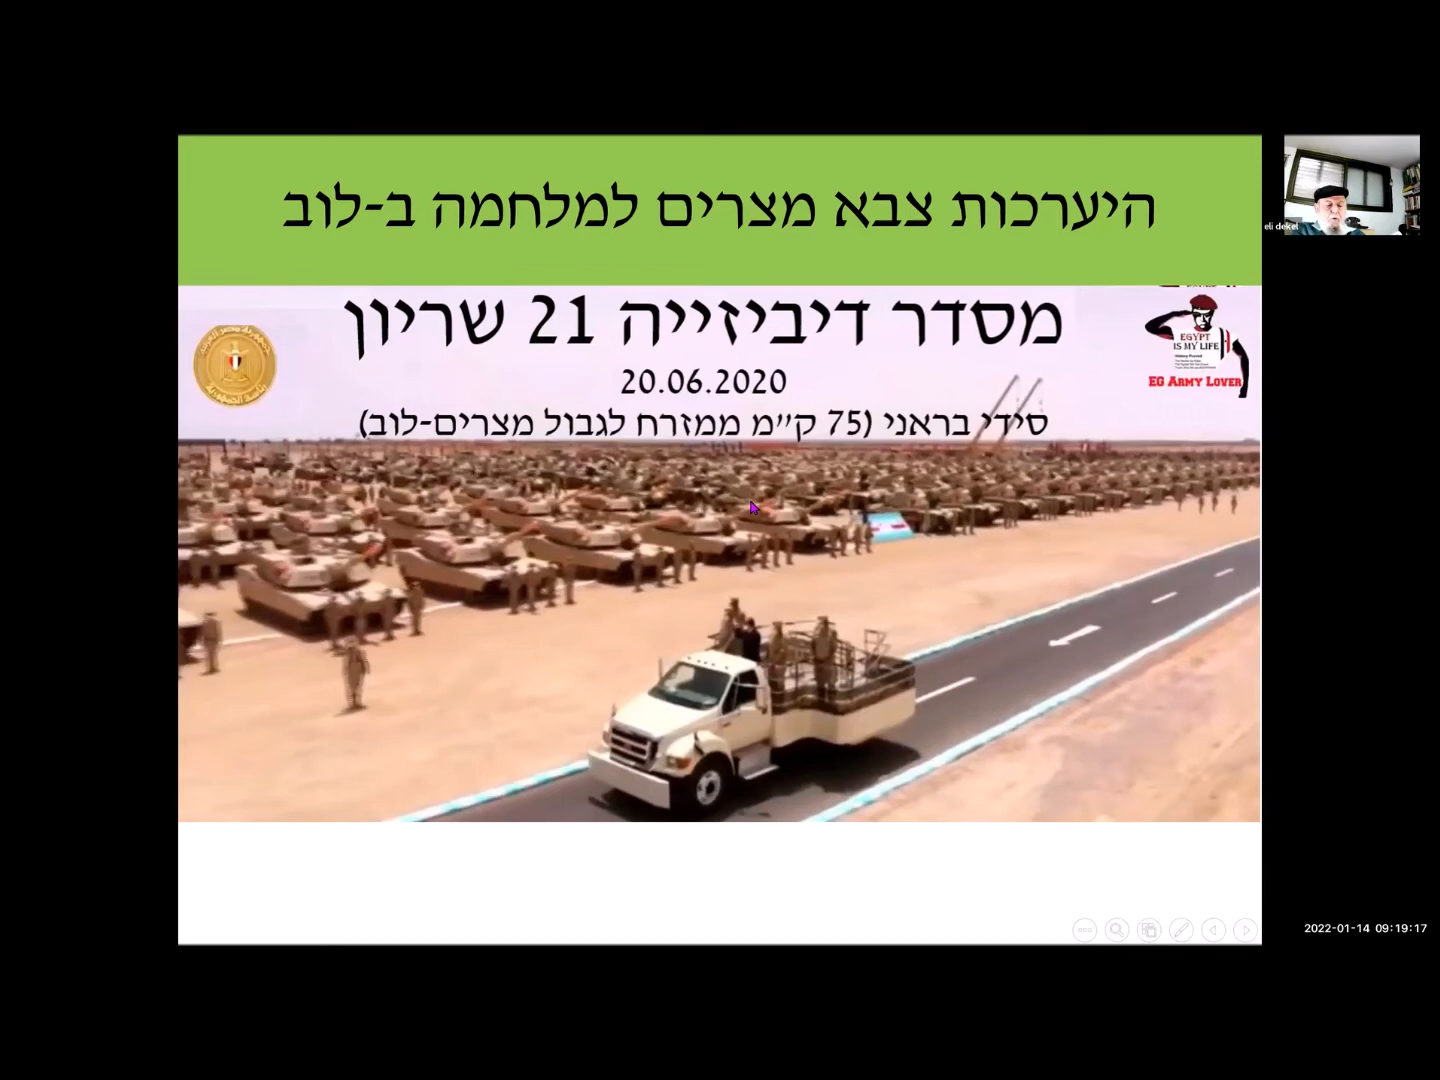 היערכות צבא מצרים למלחמה ב-לוב
מסדר דיביזייה 21 שריון
20.06.2020
סידי בראני (75 ק״מ ממזרח לגבול מצרים-לוב)
EGYPT
IS MY LIFE
EG ARMY LOVER
eli dekel
2022-01-14 09:19:17